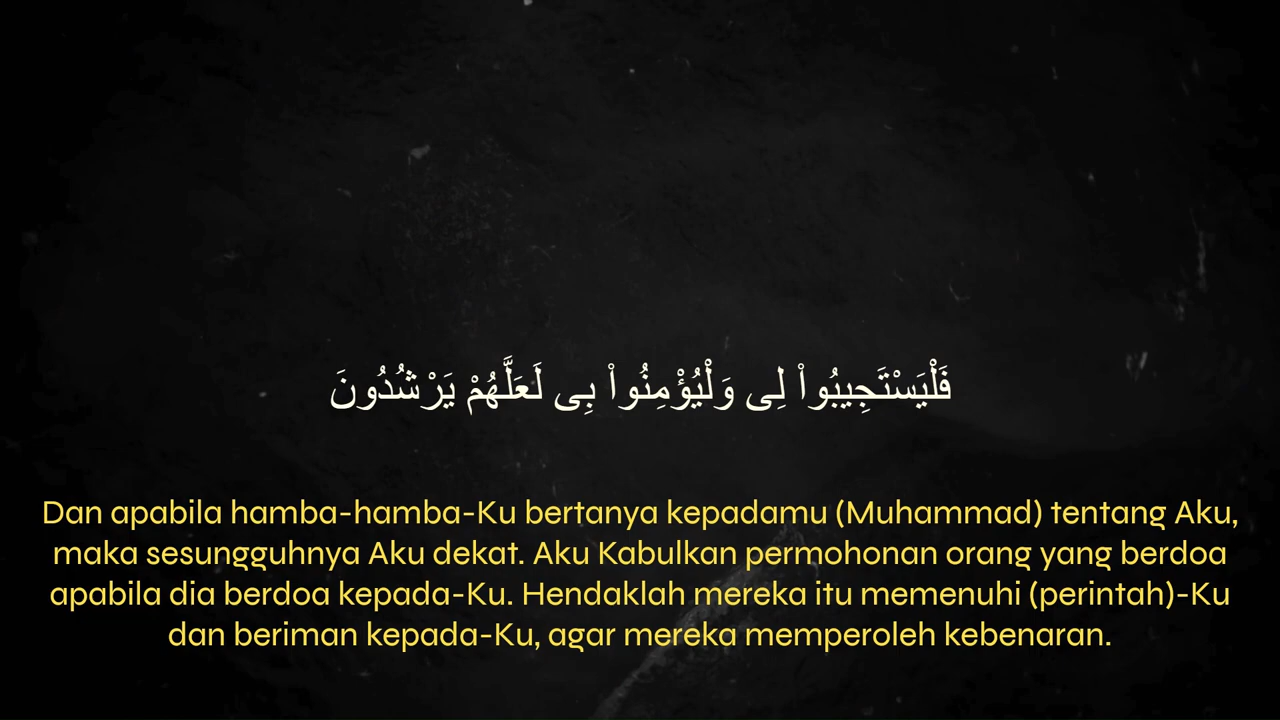 فَلْيَسْتَجِيبُوا۟ لِى وَلْيُؤْمِنُوا۟ بِى لَعَلَّهُمْ يَرْشُدُونَ
Dan apabila hamba-hamba-Ku bertanya kepadamu (Muhammad) tentang Aku,
maka sesungguhnya Aku dekat. Aku Kabulkan permohonan orang yang berdoa
apabila dia berdoa kepada-Ku. Hendaklah mereka itu memenuhi (perintah)-Ku
dan beriman kepada-Ku, agar mereka memperoleh kebenaran.